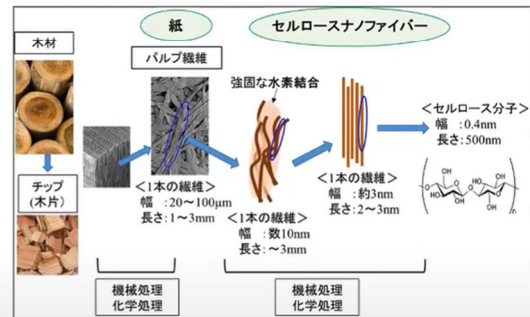 木材
チップ
(木片)
紙
パルプ繊維
<1本の繊維>
幅 :20～100μm
長さ:1～3mm
機械処理
化学処理
セルロースナノファイバー
強固な水素結合
<1本の繊維>
幅 :数10nm
長さ:～3mm
<1本の繊維>
幅 :約3nm
長さ:2～3nm
機械処理
化学処理
<セルロース分子>
幅 :0.4nm
長さ:500nm